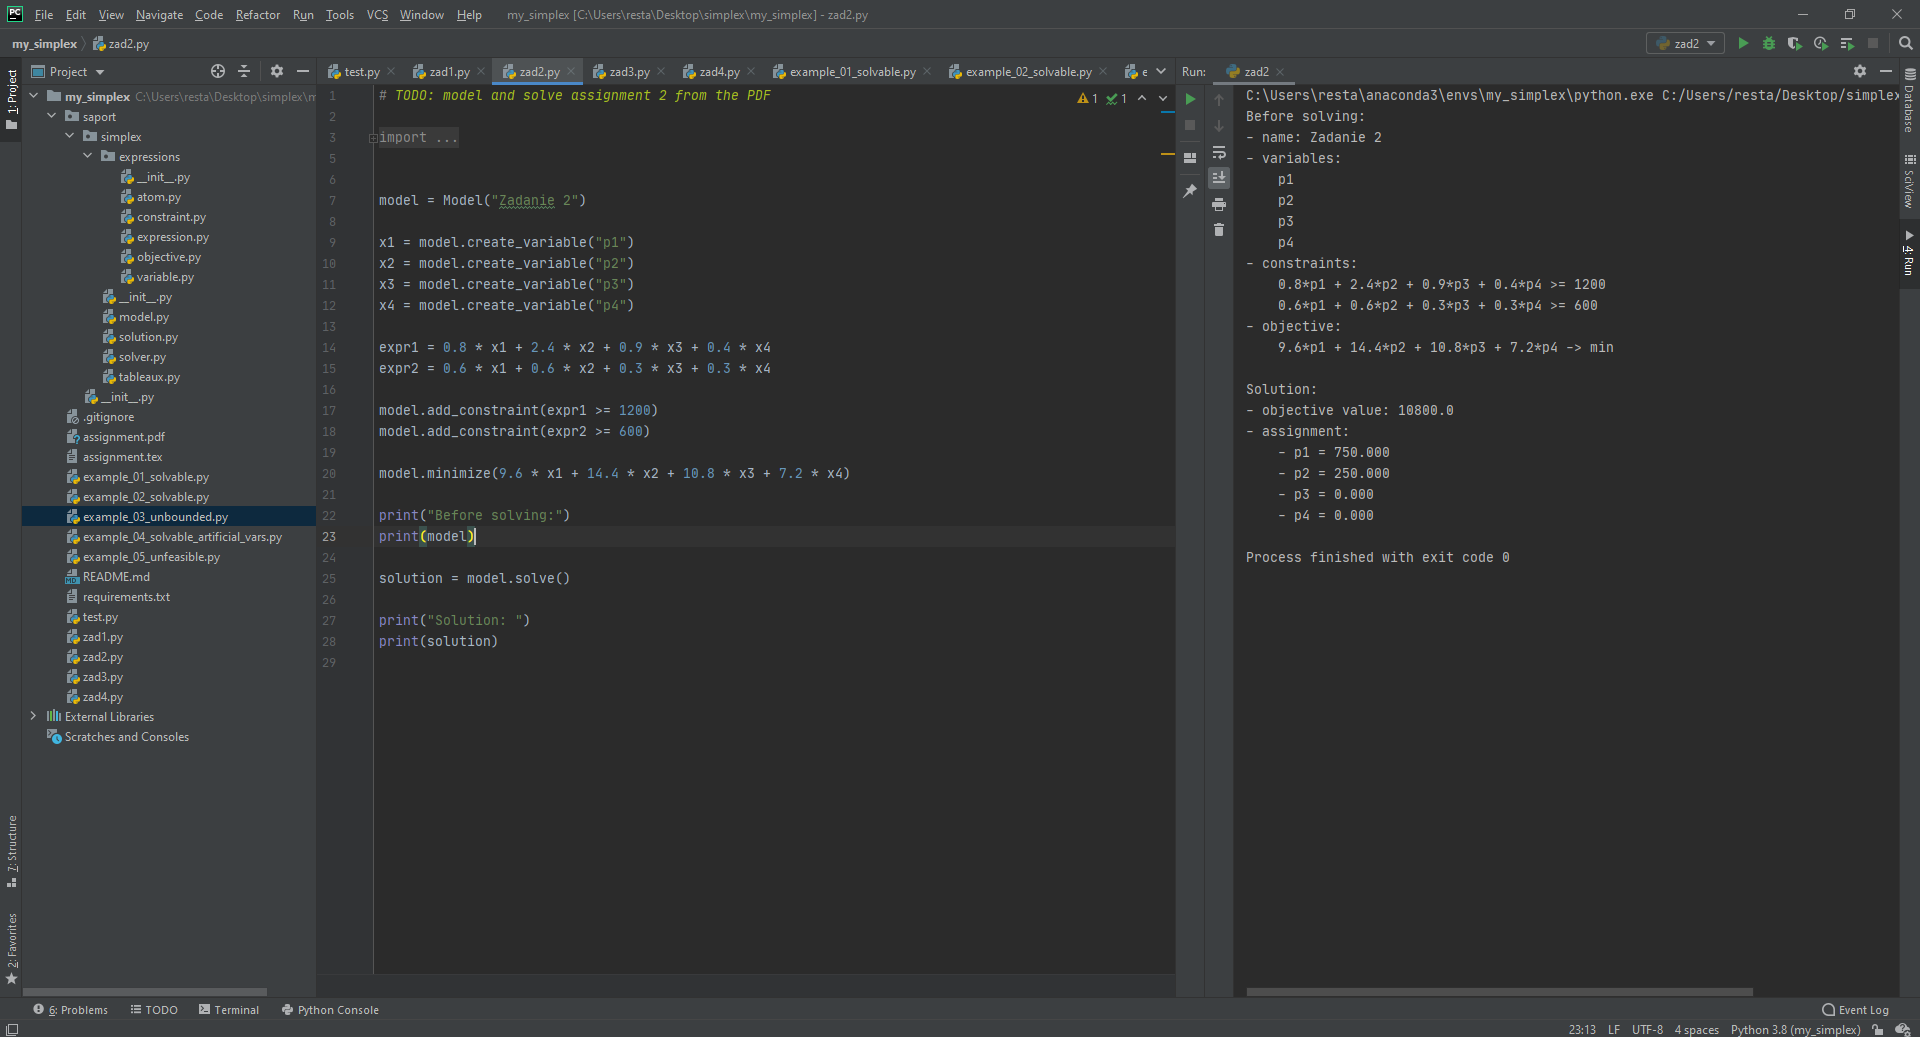 PC File Edit View Navigate Code Refactor Run Tools VCS Window Help my_simplex [C:\Users\resta\Desktop\simplex\my_simplex] - zad2.py
my_simplex zad2.py zad2
Project
test.py zad1.py zad2.py zad3.py zad4.py example_01_solvable.py example_02_solvable.py e
Run: zad2
1: Project
my_simplex C:\Users\resta\Desktop\simplex\m
saport
simplex
expressions
__init__.py
atom.py
constraint.py
expression.py
objective.py
variable.py
__init__.py
model.py
solution.py
solver.py
tableaux.py
__init__.py
.gitignore
assignment.pdf
assignment.tex
example_01_solvable.py
example_02_solvable.py
example_03_unbounded.py
example_04_solvable_artificial_vars.py
example_05_unfeasible.py
README.md
requirements.txt
test.py
zad1.py
zad2.py
zad3.py
zad4.py
External Libraries
Scratches and Consoles
7: Structure
2: Favorites
1 # TODO: model and solve assignment 2 from the PDF
2
3 import ...
5
6
7 model = Model("Zadanie 2")
8
9 x1 = model.create_variable("p1")
10 x2 = model.create_variable("p2")
11 x3 = model.create_variable("p3")
12 x4 = model.create_variable("p4")
13
14 expr1 = 0.8 * x1 + 2.4 * x2 + 0.9 * x3 + 0.4 * x4
15 expr2 = 0.6 * x1 + 0.6 * x2 + 0.3 * x3 + 0.3 * x4
16
17 model.add_constraint(expr1 >= 1200)
18 model.add_constraint(expr2 >= 600)
19
20 model.minimize(9.6 * x1 + 14.4 * x2 + 10.8 * x3 + 7.2 * x4)
21
22 print("Before solving:")
23 print(model)
24
25 solution = model.solve()
26
27 print("Solution: ")
28 print(solution)
29
1 1
C:\Users\resta\anaconda3\envs\my_simplex\python.exe C:/Users/resta/Desktop/simplex
Before solving:
- name: Zadanie 2
- variables:
p1
p2
p3
p4
- constraints:
0.8*p1 + 2.4*p2 + 0.9*p3 + 0.4*p4 >= 1200
0.6*p1 + 0.6*p2 + 0.3*p3 + 0.3*p4 >= 600
- objective:
9.6*p1 + 14.4*p2 + 10.8*p3 + 7.2*p4 -> min
Solution:
- objective value: 10800.0
- assignment:
- p1 = 750.000
- p2 = 250.000
- p3 = 0.000
- p4 = 0.000
Process finished with exit code 0
Database
SciView
4: Run
6: Problems TODO Terminal Python Console Event Log
23:13 LF UTF-8 4 spaces Python 3.8 (my_simplex)